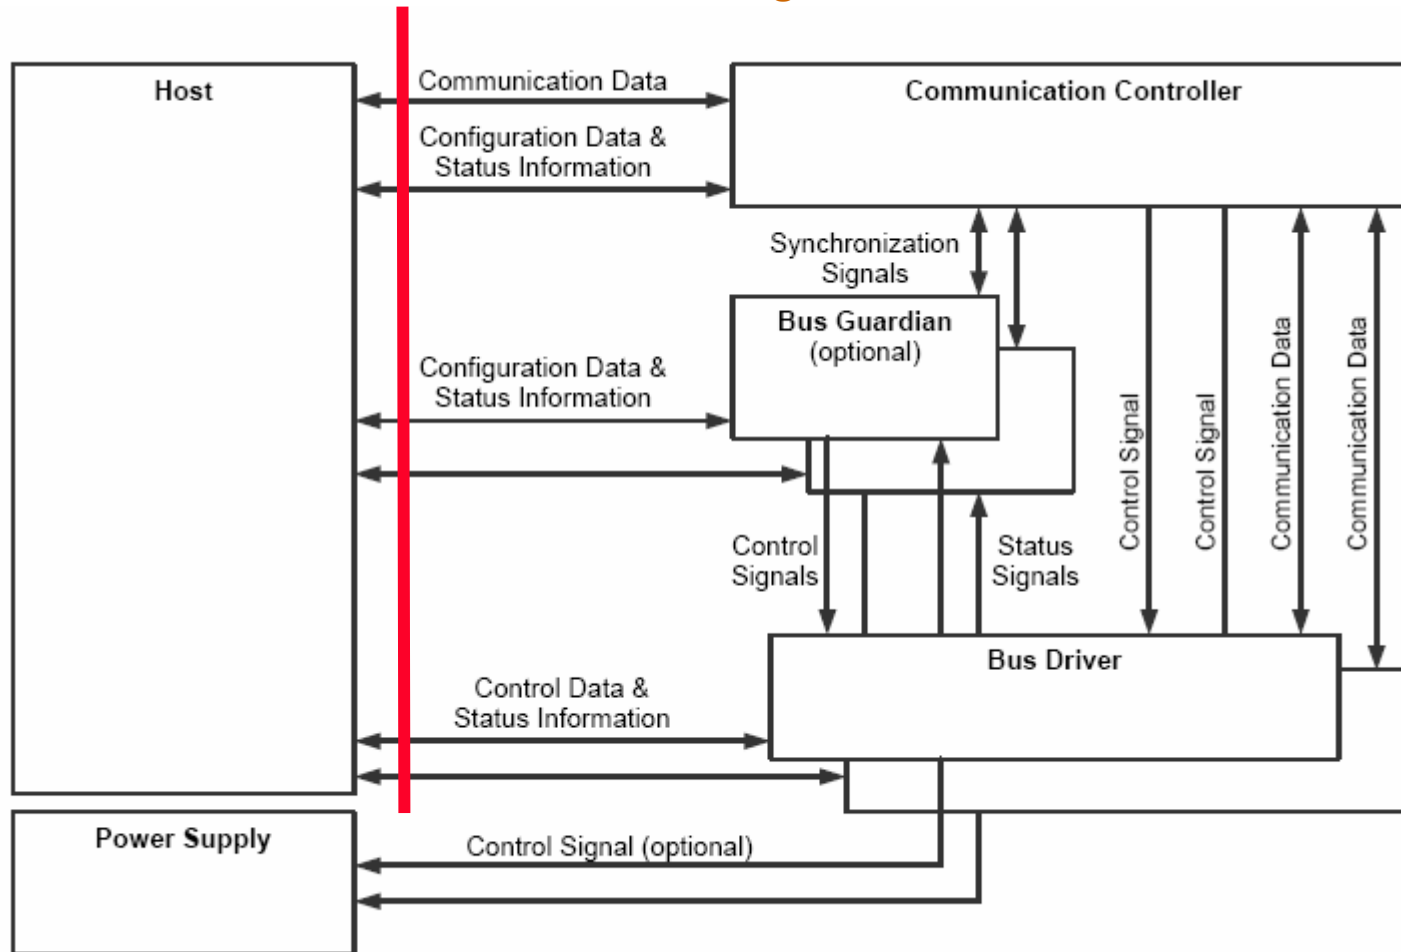 Host
Communication Data
Communication Controller
Configuration Data &
Status Information
Synchronization
Signals
Bus Guardian
(optional)
Configuration Data &
Status Information
Control Signal
Control Signal
Communication Data
Communication Data
Control
Signals
Status
Signals
Bus Driver
Control Data &
Status Information
Power Supply
Control Signal (optional)